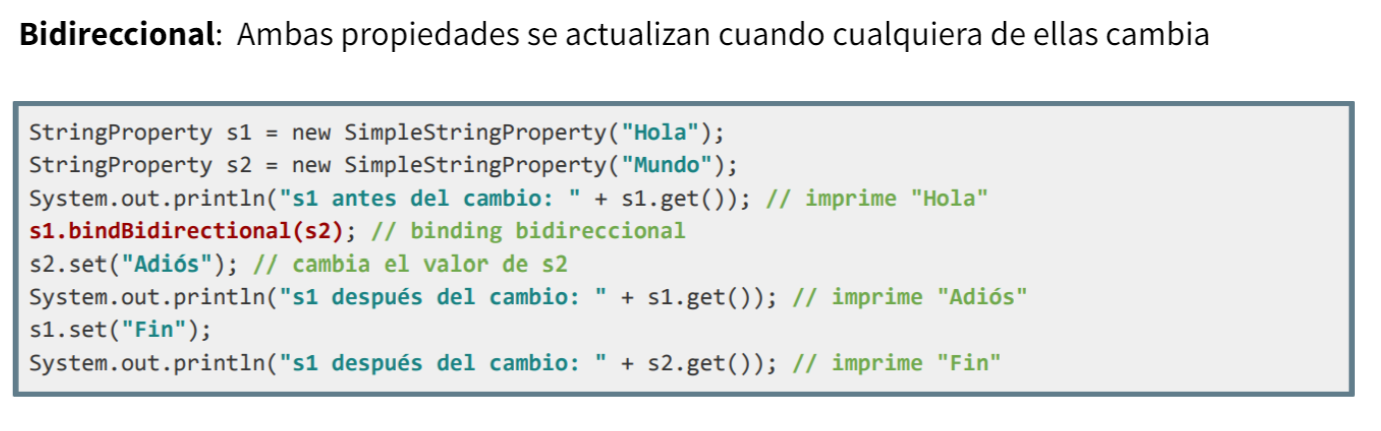 Bidireccional: Ambas propiedades se actualizan cuando cualquiera de ellas cambia
StringProperty s1 = new SimpleStringProperty("Hola");
StringProperty s2 = new SimpleStringProperty("Mundo");
System.out.println("s1 antes del cambio: " + s1.get()); // imprime "Hola"
s1.bindBidirectional(s2); // binding bidireccional
s2.set("Adiós"); // cambia el valor de s2
System.out.println("s1 después del cambio: " + s1.get()); // imprime "Adiós"
s1.set("Fin");
System.out.println("s1 después del cambio: " + s2.get()); // imprime "Fin"